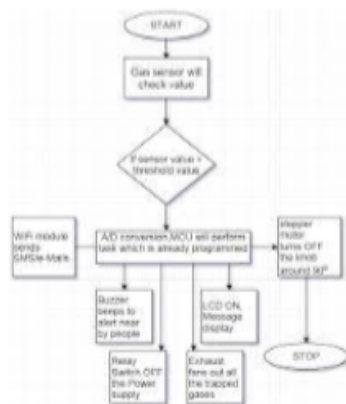 START
Gas sensor will
check value
If sensor value >
threshold value
A/D conversion,MCU will perform
task which is already programmed
WiFi module
sends
SMS/e-Mails
stepper
motor
turns OFF
the knob
around 90°
Buzzer
beeps to
alert near
by people
LCD ON,
Message
display
Relay
Switch OFF
the Power
supply
Exhaust
fans out all
the trapped
gases
STOP